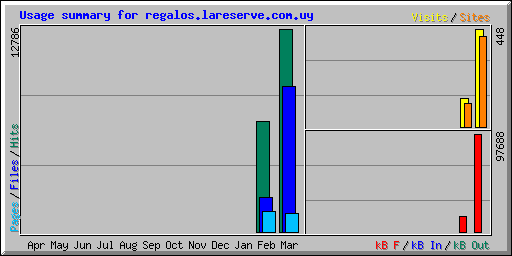 Usage summary for regalos.lareserve.com.uy
Visits/Sites
12786
448
97688
Pages/Files/Hits
Apr May Jun Jul Aug Sep Oct Nov Dec Jan Feb Mar
kB F/kB In/kB Out